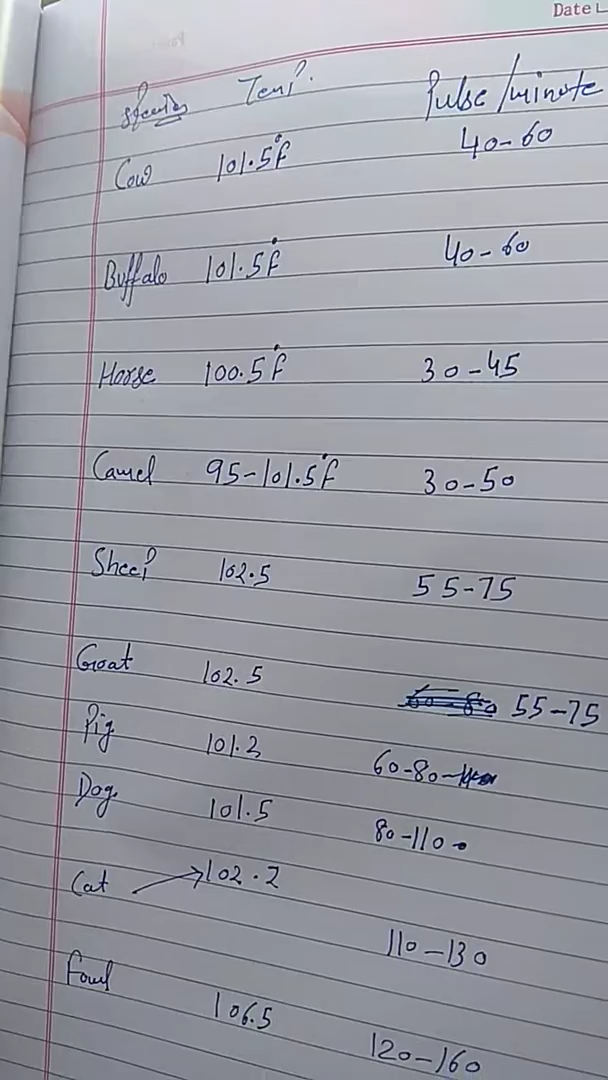 Date
Species Temp. Pulse/minute
Cow 101.5°F 40-60
Buffalo 101.5°F 40-60
Horse 100.5°F 30-45
Camel 95-101.5°F 30-50
Sheep 102.5 55-75
Goat 102.5 55-75
Pig 101.3 60-80
Dog 101.5 80-110
Cat → 102.2 110-130
Fowl 106.5 120-160